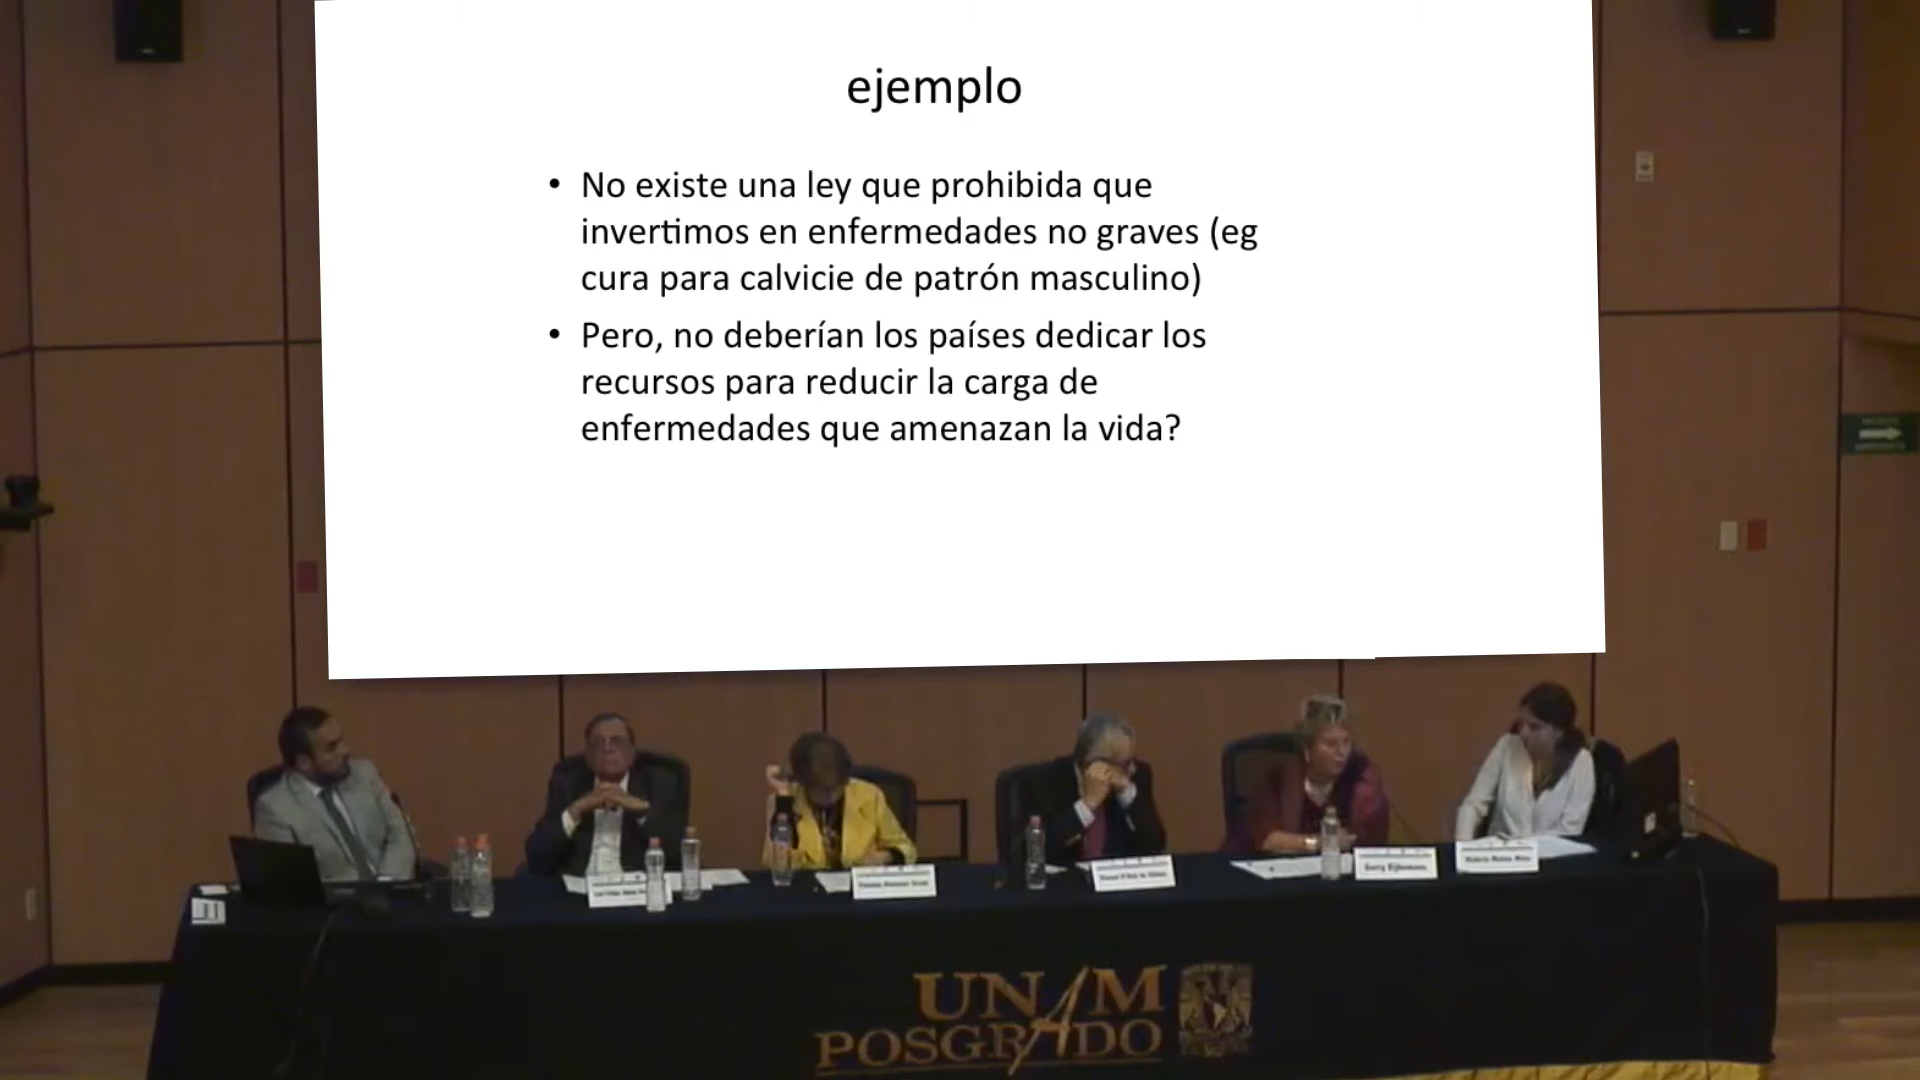 ejemplo
• No existe una ley que prohibida que
invertimos en enfermedades no graves (eg
cura para calvicie de patrón masculino)
• Pero, no deberían los países dedicar los
recursos para reducir la carga de
enfermedades que amenazan la vida?
UNAM
POSGRADO